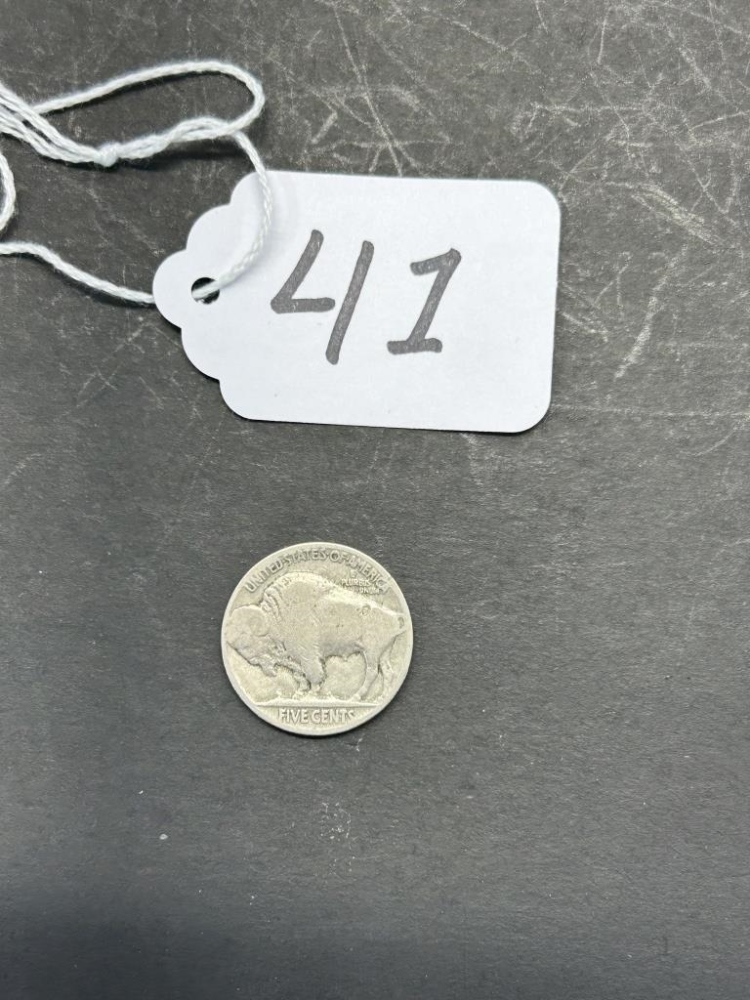 41
UNITED STATES OF AMERICA
E
PLURIBUS
UNUM
FIVE CENTS